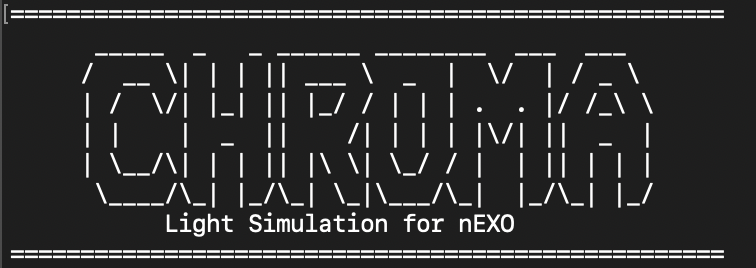 CHROMA
Light Simulation for nEXO